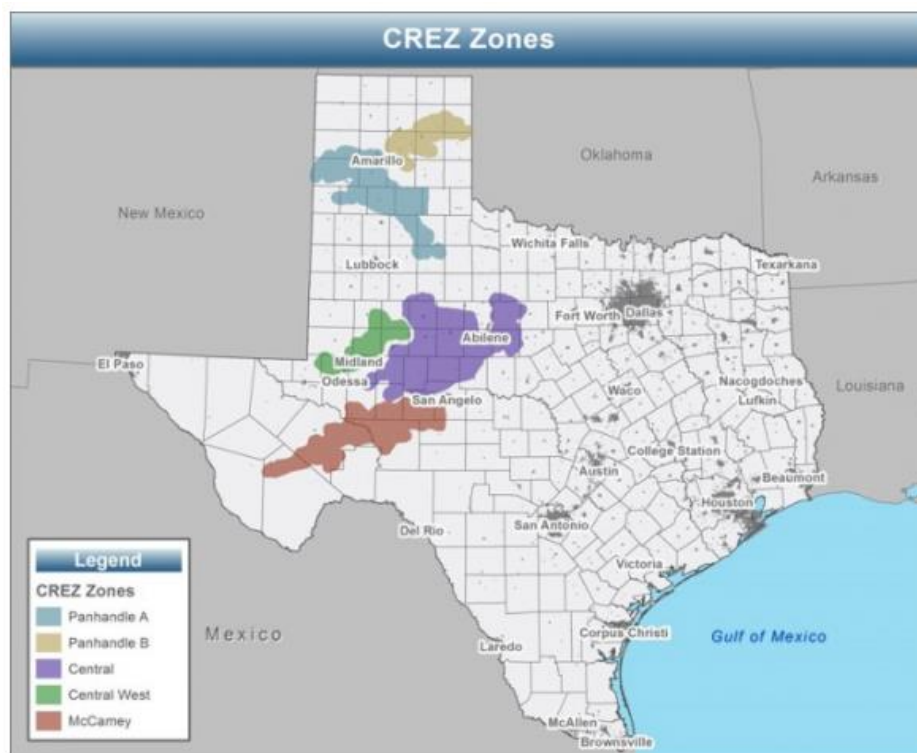 CREZ Zones
Oklahoma
Amarillo
Arkansas
New Mexico
Wichita Falls
Lubbock
Texarkana
Fort Worth
Dallas
Abilene
El Paso
Midland
Odessa
Nacogdoches
Louisiana
Waco
Lufkin
San Angelo
College Station
Austin
Beaumont
Houston
San Antonio
Del Rio
Victoria
Legend
CREZ Zones
Panhandle A
Panhandle B
Central
Central West
McCamey
Mexico
Corpus Christi
Gulf of Mexico
Laredo
McAllen
Brownsville